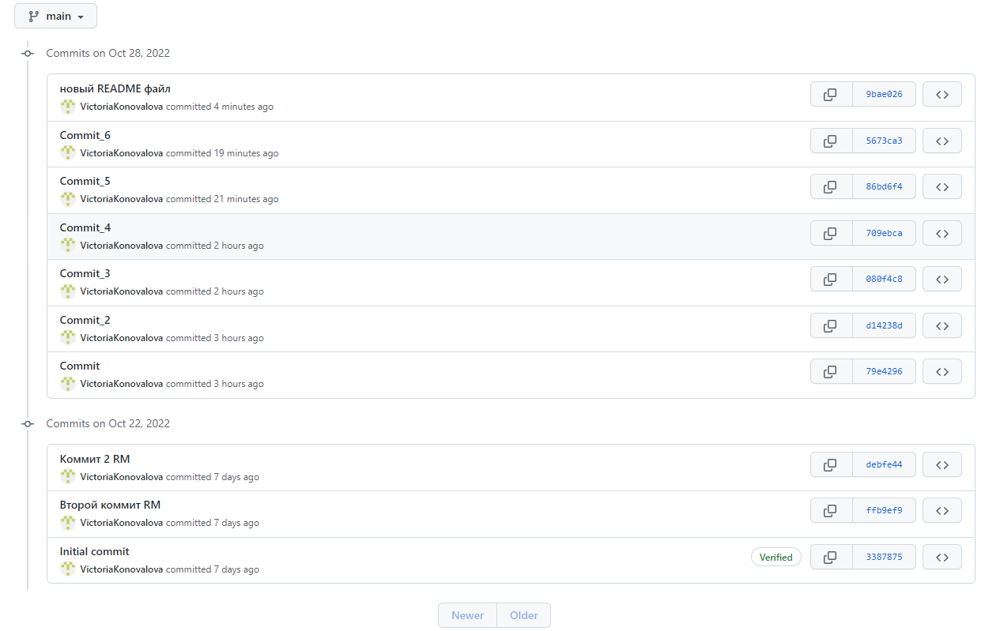 main
Commits on Oct 28, 2022
новый README файл
VictoriaKonovalova committed 4 minutes ago
9bae026
Commit_6
VictoriaKonovalova committed 19 minutes ago
5673ca3
Commit_5
VictoriaKonovalova committed 21 minutes ago
86bd6f4
Commit_4
VictoriaKonovalova committed 2 hours ago
709ebca
Commit_3
VictoriaKonovalova committed 2 hours ago
080f4c8
Commit_2
VictoriaKonovalova committed 3 hours ago
d14238d
Commit
VictoriaKonovalova committed 3 hours ago
79e4296
Commits on Oct 22, 2022
Коммит 2 RM
VictoriaKonovalova committed 7 days ago
debfe44
Второй коммит RM
VictoriaKonovalova committed 7 days ago
ffb9ef9
Initial commit
VictoriaKonovalova committed 7 days ago
Verified
3387875
Newer Older